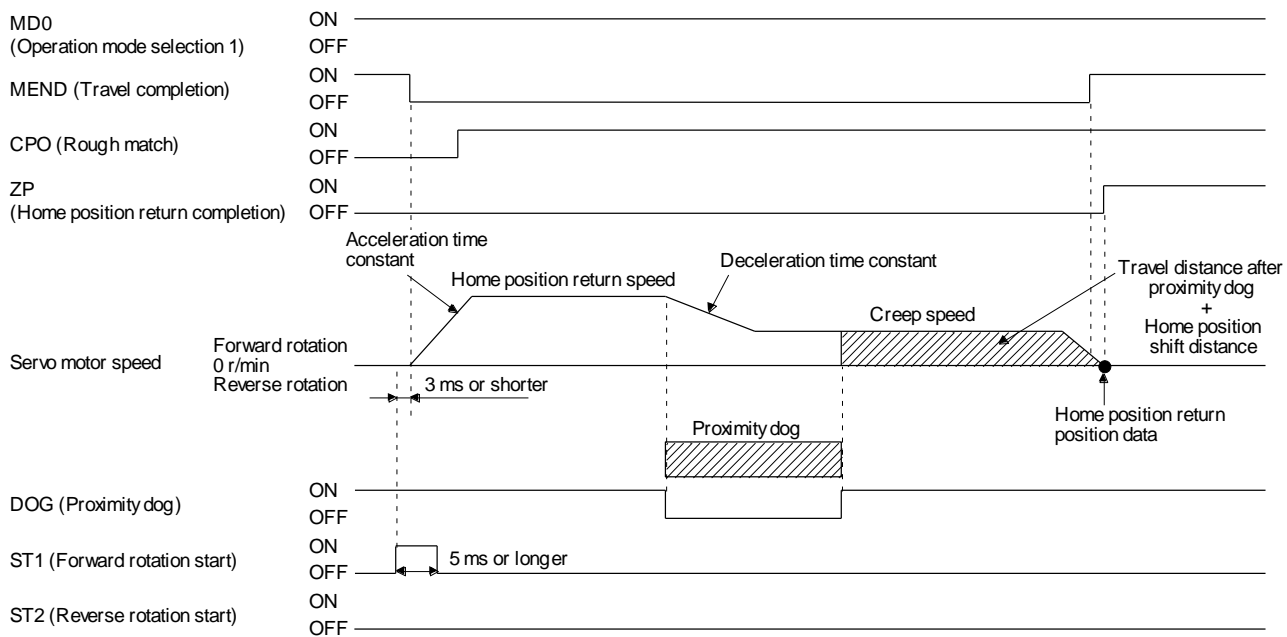 MD0
(Operation mode selection 1)
ON
OFF
MEND (Travel completion)
ON
OFF
CPO (Rough match)
ON
OFF
ZP
(Home position return completion)
ON
OFF
Acceleration time
constant
Home position return speed
Deceleration time constant
Creep speed
Travel distance after
proximity dog
+
Home position
shift distance
Servo motor speed
Forward rotation
0 r/min
Reverse rotation
3 ms or shorter
Home position return
position data
Proximity dog
DOG (Proximity dog)
ON
OFF
ST1 (Forward rotation start)
ON
OFF
5 ms or longer
ST2 (Reverse rotation start)
ON
OFF